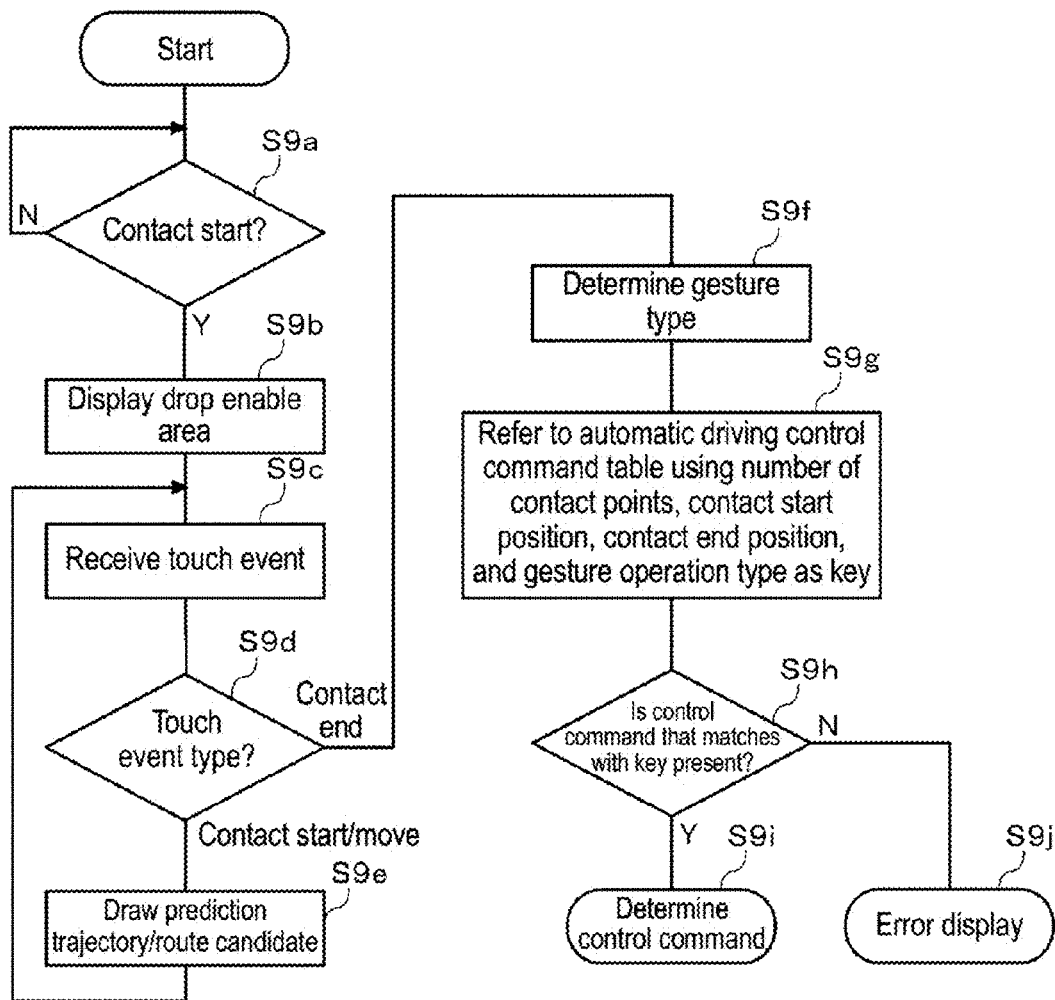 Start
S9a
N
Contact start?
Y
S9b
Display drop enable
area
S9c
Receive touch event
S9d
Contact
end
Touch
event type?
Contact start/move
S9e
Draw prediction
trajectory/route candidate
S9f
Determine gesture
type
S9g
Refer to automatic driving control
command table using number of
contact points, contact start
position, contact end position,
and gesture operation type as key
S9h
Is control
command that matches
with key present?
N
Y
S9i
Determine
control command
S9j
Error display